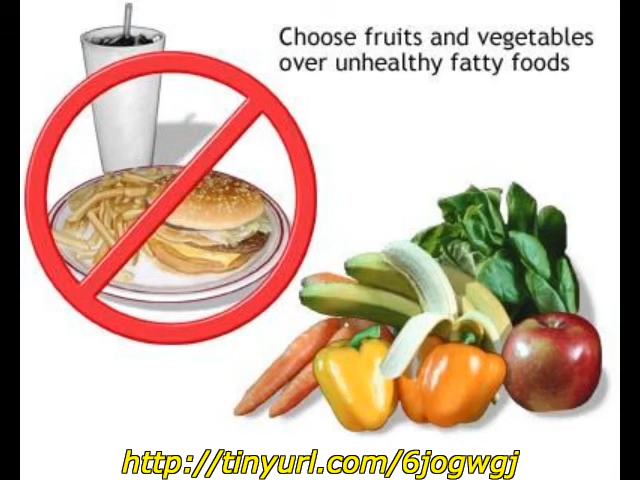 Choose fruits and vegetables
over unhealthy fatty foods
http://tinyurl.com/6jogwgj